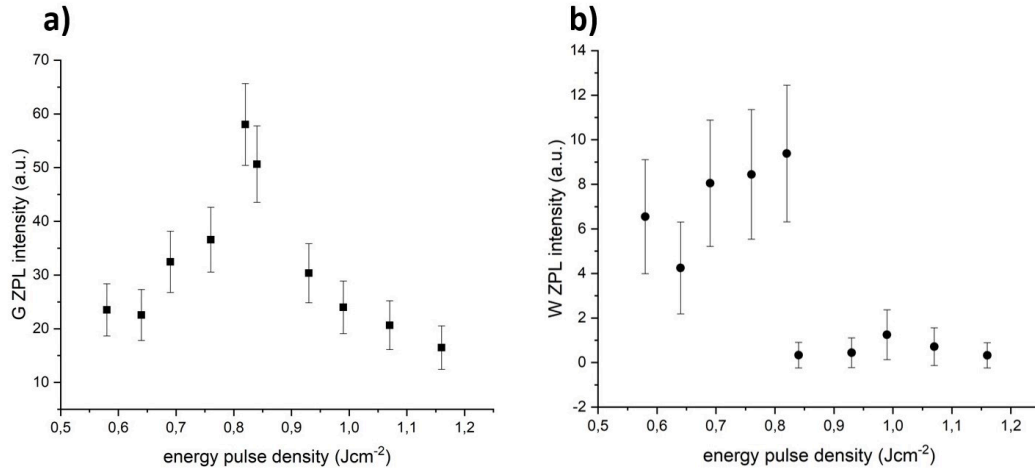 a)
70
60
50
40
30
20
10
G ZPL intensity (a.u.)
0,5 0,6 0,7 0,8 0,9 1,0 1,1 1,2
energy pulse density (Jcm⁻²)
b)
14
12
10
8
6
4
2
0
-2
W ZPL intensity (a.u.)
0,5 0,6 0,7 0,8 0,9 1,0 1,1 1,2
energy pulse density (Jcm⁻²)